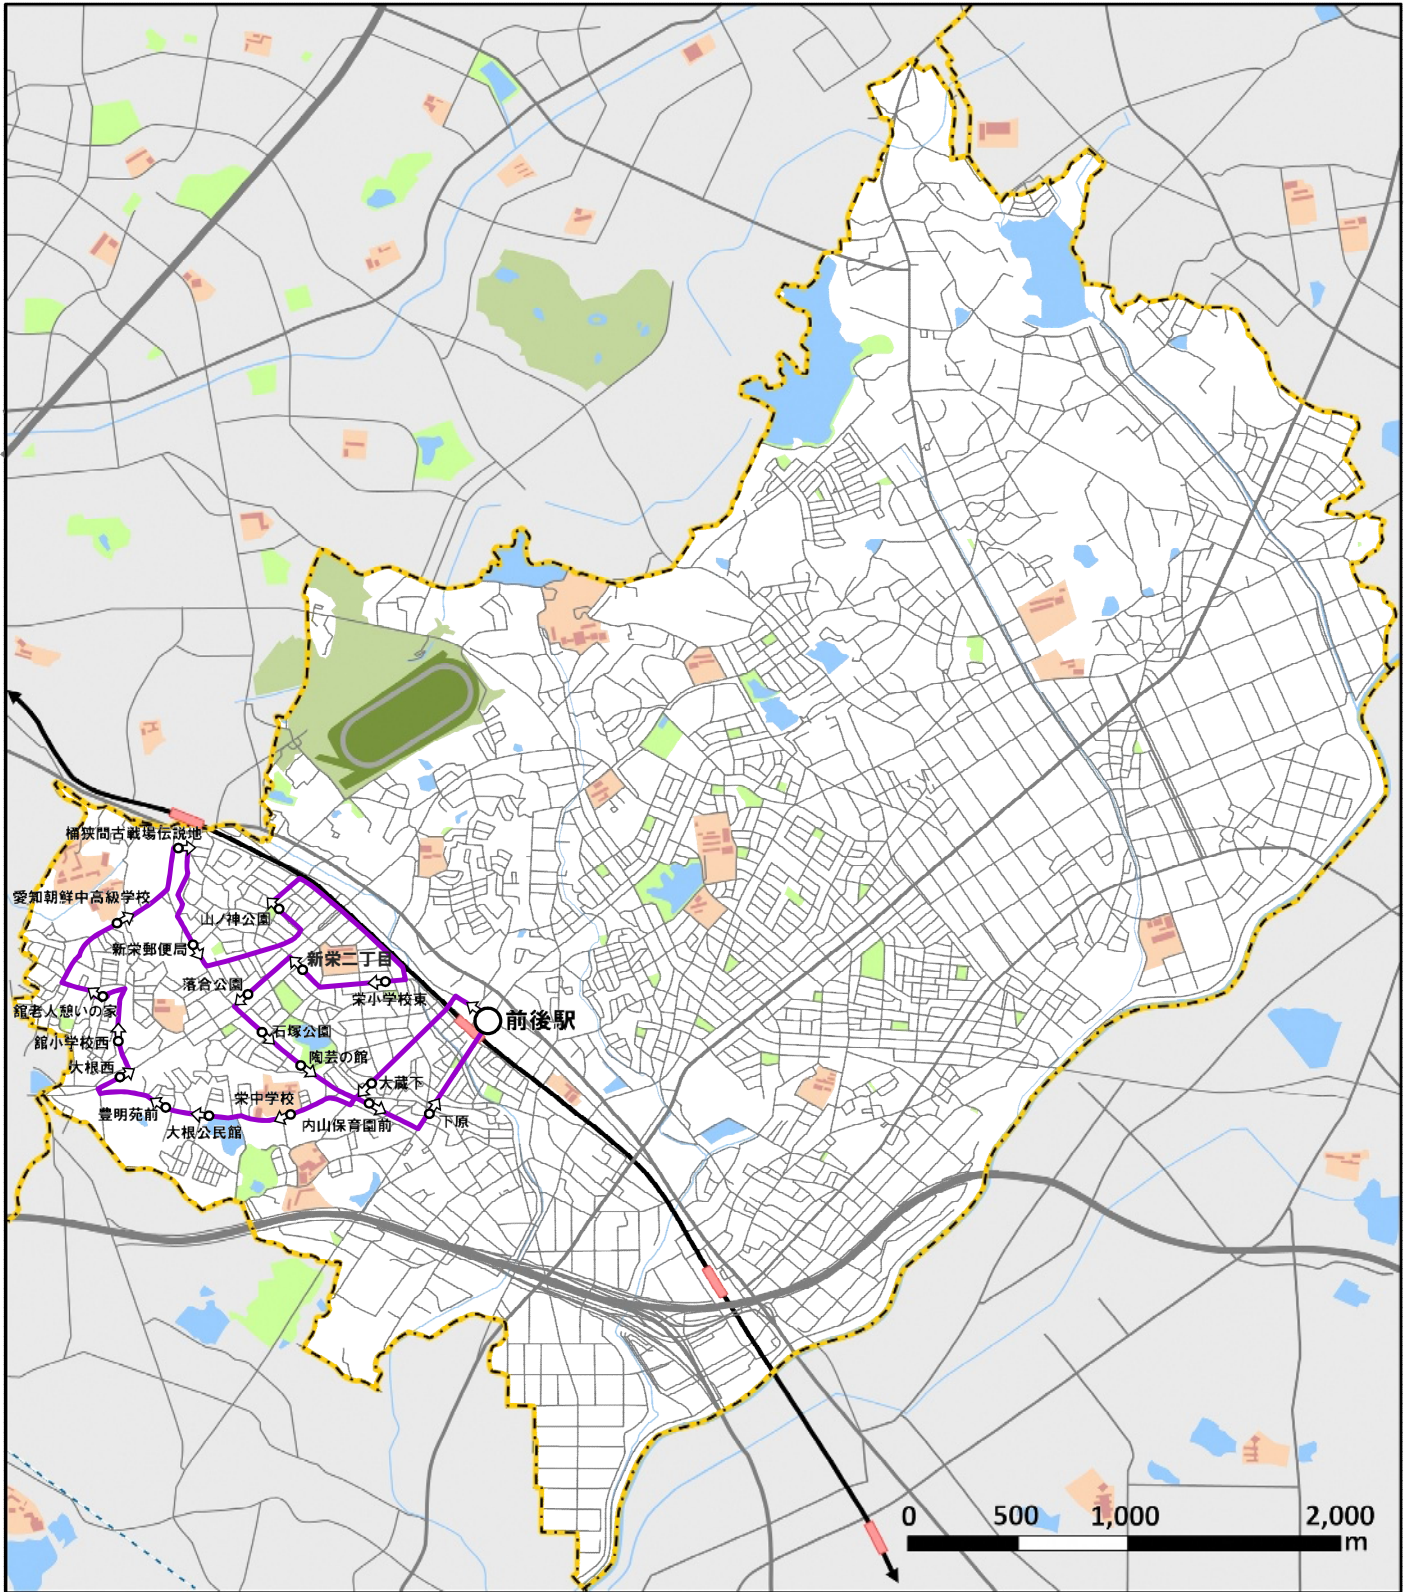 桶狭間古戦場伝説地
愛知朝鮮中高級学校
山ノ神公園
新栄郵便局
新栄二丁目
落合公園
栄小学校東
舘老人憩いの家
前後駅
石塚公園
舘小学校西
陶芸の館
大根西
大蔵下
栄中学校
豊明苑前
内山保育園前
下原
大根公民館
0 500 1,000 2,000
m